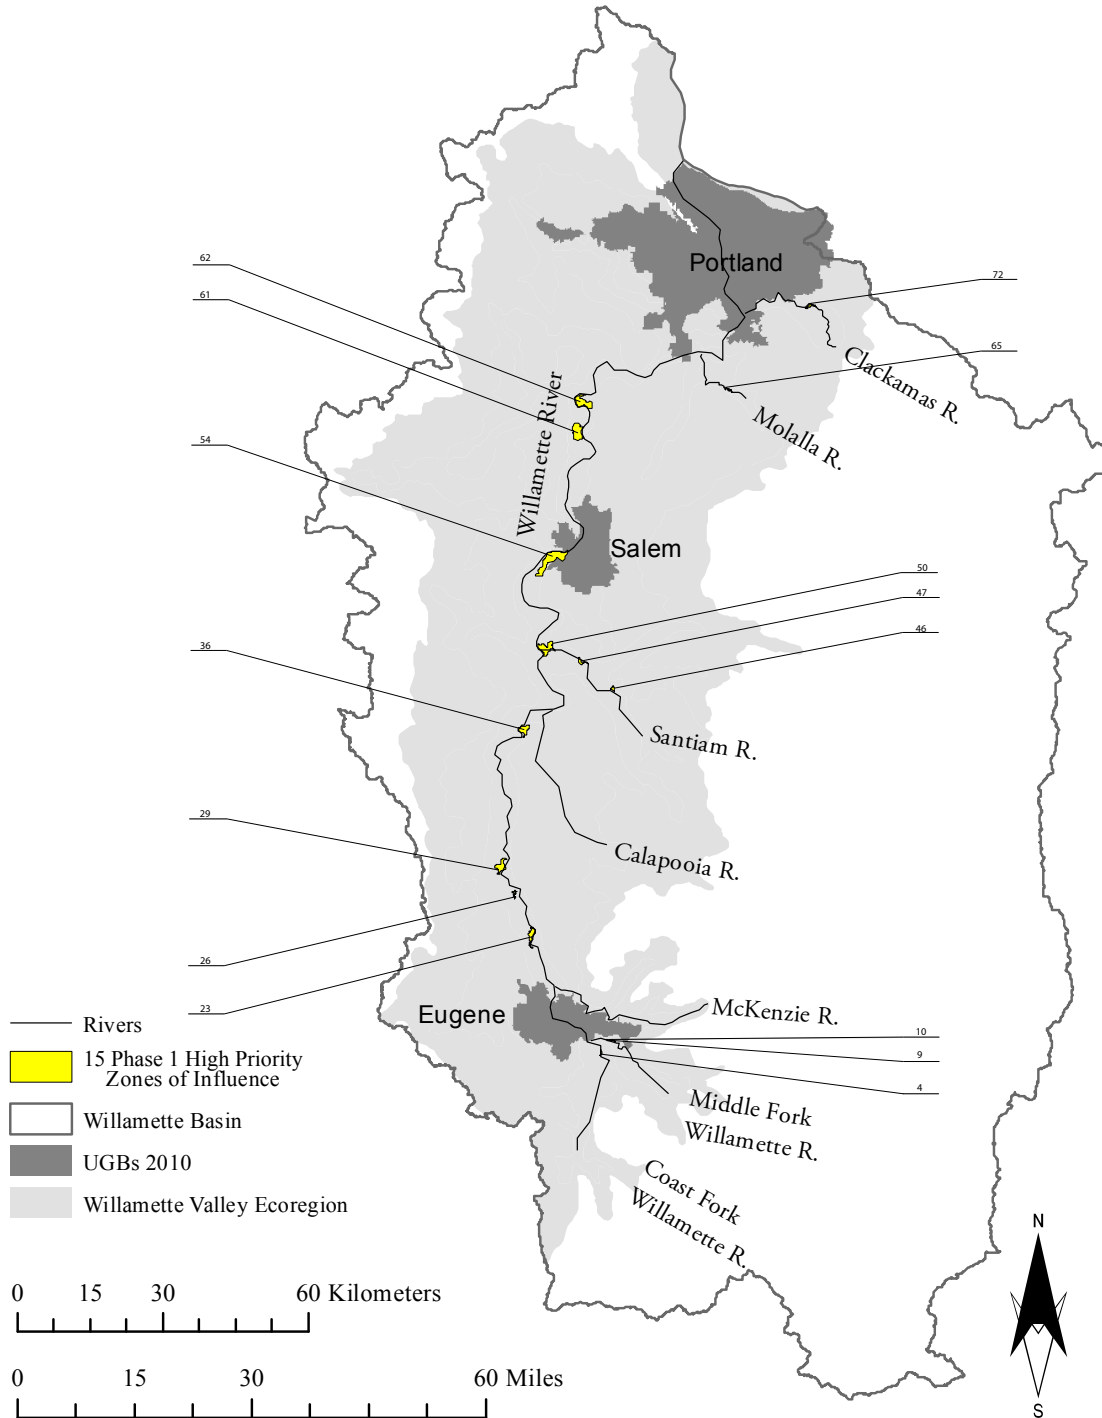 Portland
62
72
61
65
Clackamas R.
Molalla R.
Willamette River
54
Salem
50
47
46
36
Santiam R.
29
Calapooia R.
26
23
McKenzie R.
Eugene
10
9
4
Middle Fork
Willamette R.
Coast Fork
Willamette R.
Rivers
15 Phase 1 High Priority
Zones of Influence
Willamette Basin
UGBs 2010
Willamette Valley Ecoregion
0 15 30 60 Kilometers
0 15 30 60 Miles
N
S